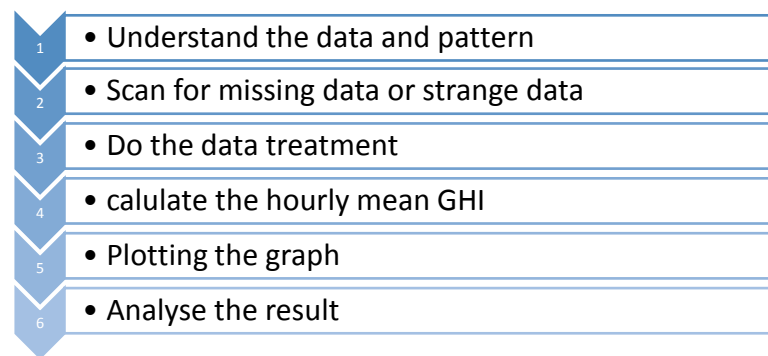 1 • Understand the data and pattern
2 • Scan for missing data or strange data
3 • Do the data treatment
4 • calulate the hourly mean GHI
5 • Plotting the graph
6 • Analyse the result